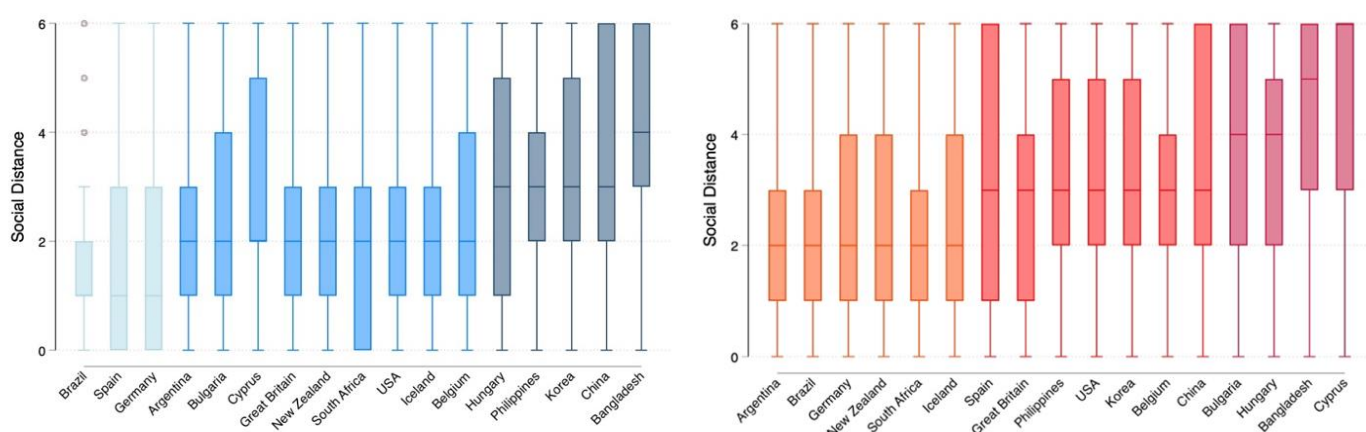 Social Distance
6
4
2
0
Brazil
Spain
Germany
Argentina
Bulgaria
Cyprus
Great Britain
New Zealand
South Africa
USA
Iceland
Belgium
Hungary
Philippines
Korea
China
Bangladesh
Social Distance
6
4
2
0
Argentina
Brazil
Germany
New Zealand
South Africa
Iceland
Spain
Great Britain
Philippines
USA
Korea
Belgium
China
Bulgaria
Hungary
Bangladesh
Cyprus